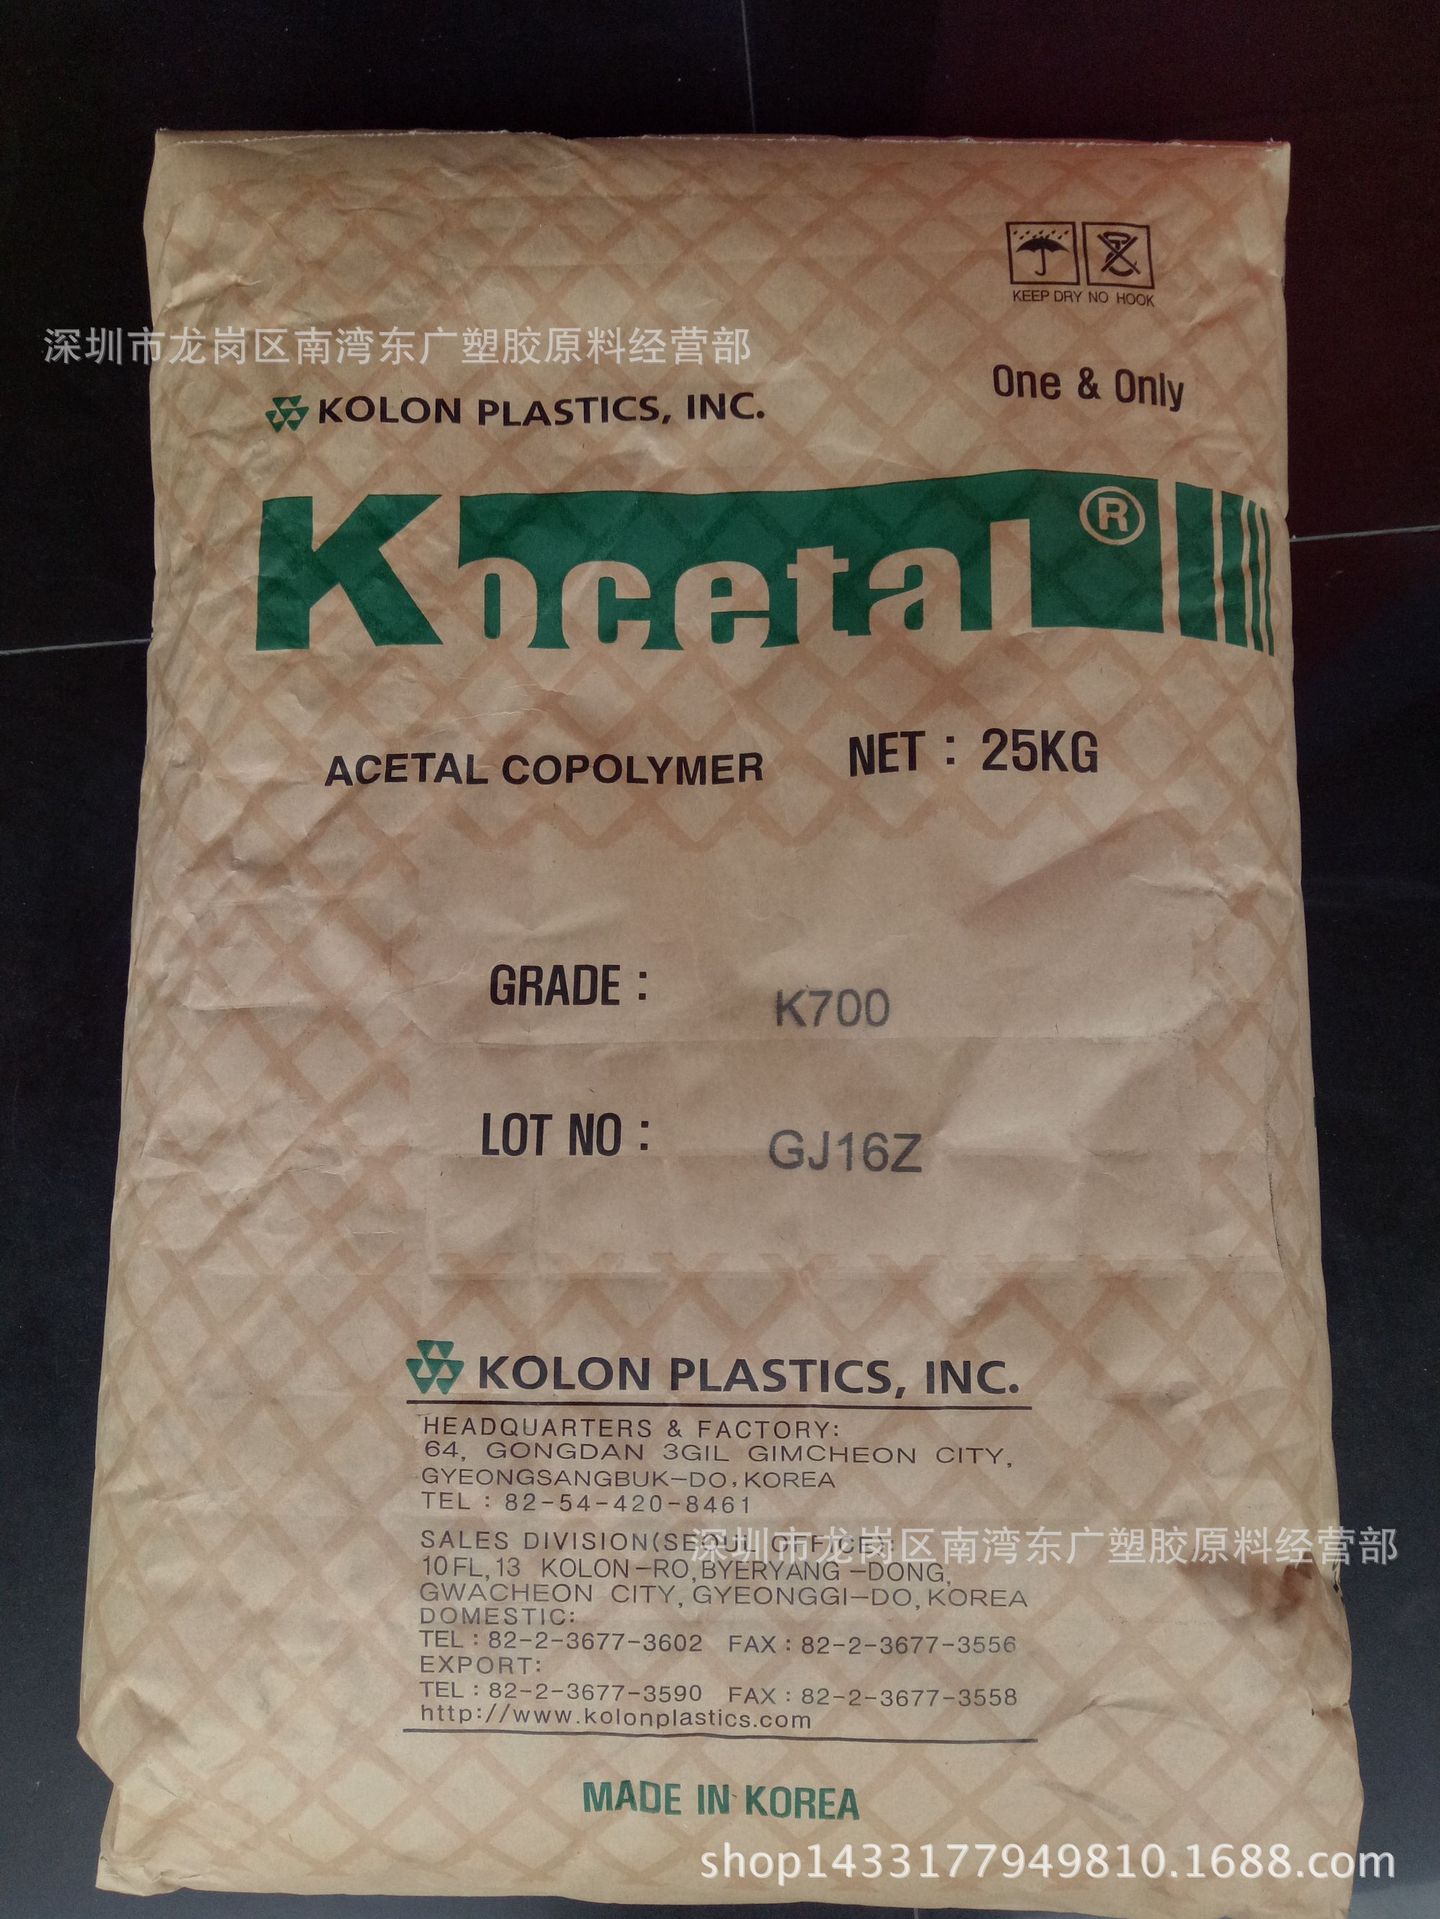 KEEP DRY NO HOOK
深圳市龙岗区南湾东广塑胶原料经营部
One & Only
KOLON PLASTICS, INC.
Kocetal®
ACETAL COPOLYMER
NET : 25KG
GRADE : K700
LOT NO : GJ16Z
KOLON PLASTICS, INC.
HEADQUARTERS & FACTORY:
64, GONGDAN 3GIL GIMCHEON CITY,
GYEONGSANGBUK-DO, KOREA
TEL : 82-54-420-8461
SALES DIVISION(SEOUL OFFICE):
深圳市龙岗区南湾东广塑胶原料经营部
10FL,13 KOLON-RO,BYERYANG-DONG,
GWACHEON CITY, GYEONGGI-DO, KOREA
DOMESTIC:
TEL : 82-2-3677-3602 FAX : 82-2-3677-3556
EXPORT:
TEL : 82-2-3677-3590 FAX : 82-2-3677-3558
http://www.kolonplastics.com
MADE IN KOREA
shop1433177949810.1688.com